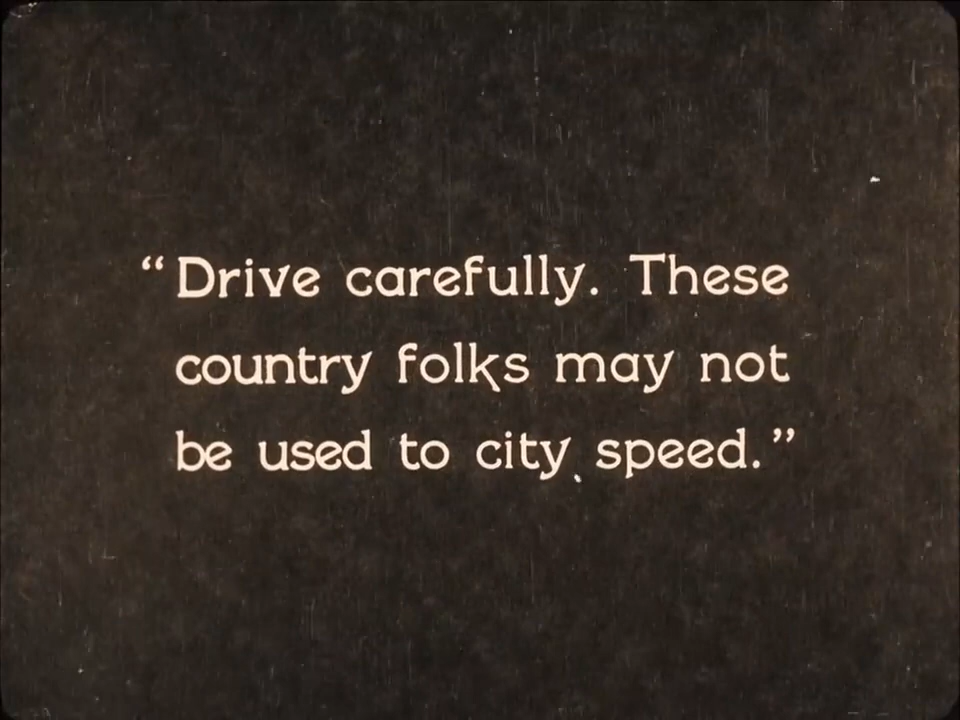 “Drive carefully. These
country folks may not
be used to city speed.”